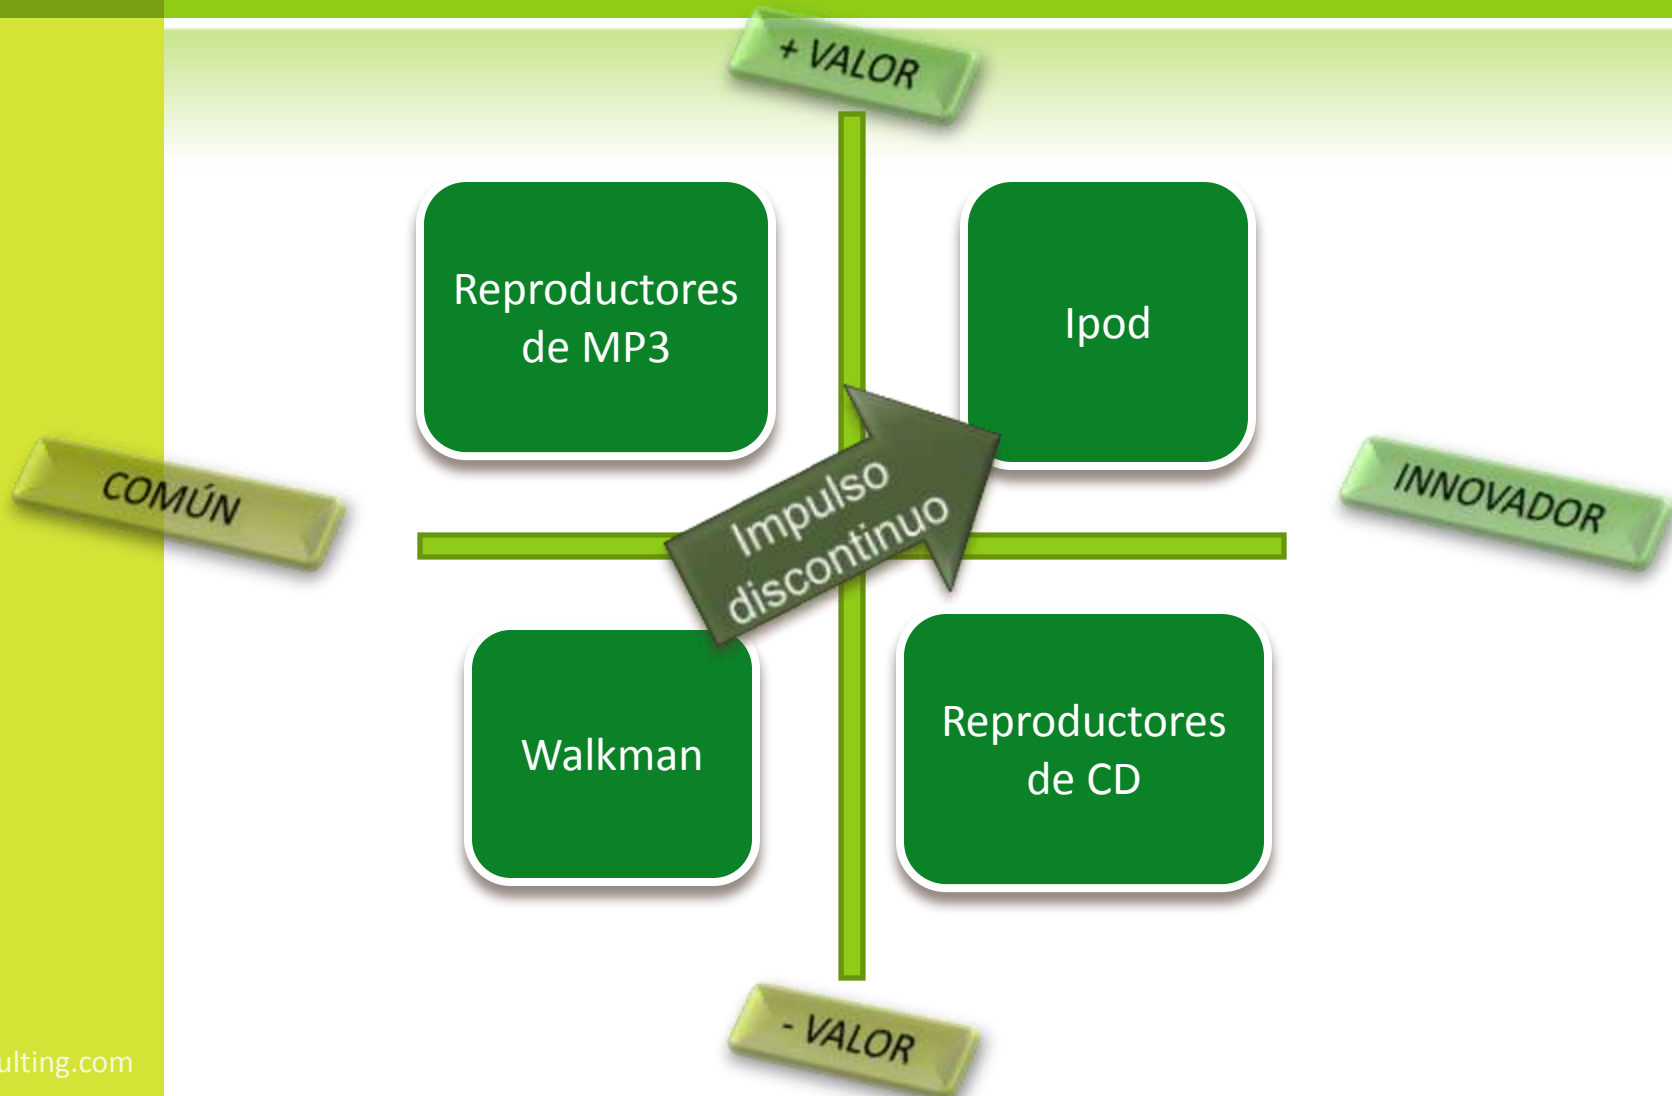 + VALOR
Reproductores
de MP3
Ipod
COMÚN
INNOVADOR
Impulso
discontinuo
Walkman
Reproductores
de CD
- VALOR
ulting.com